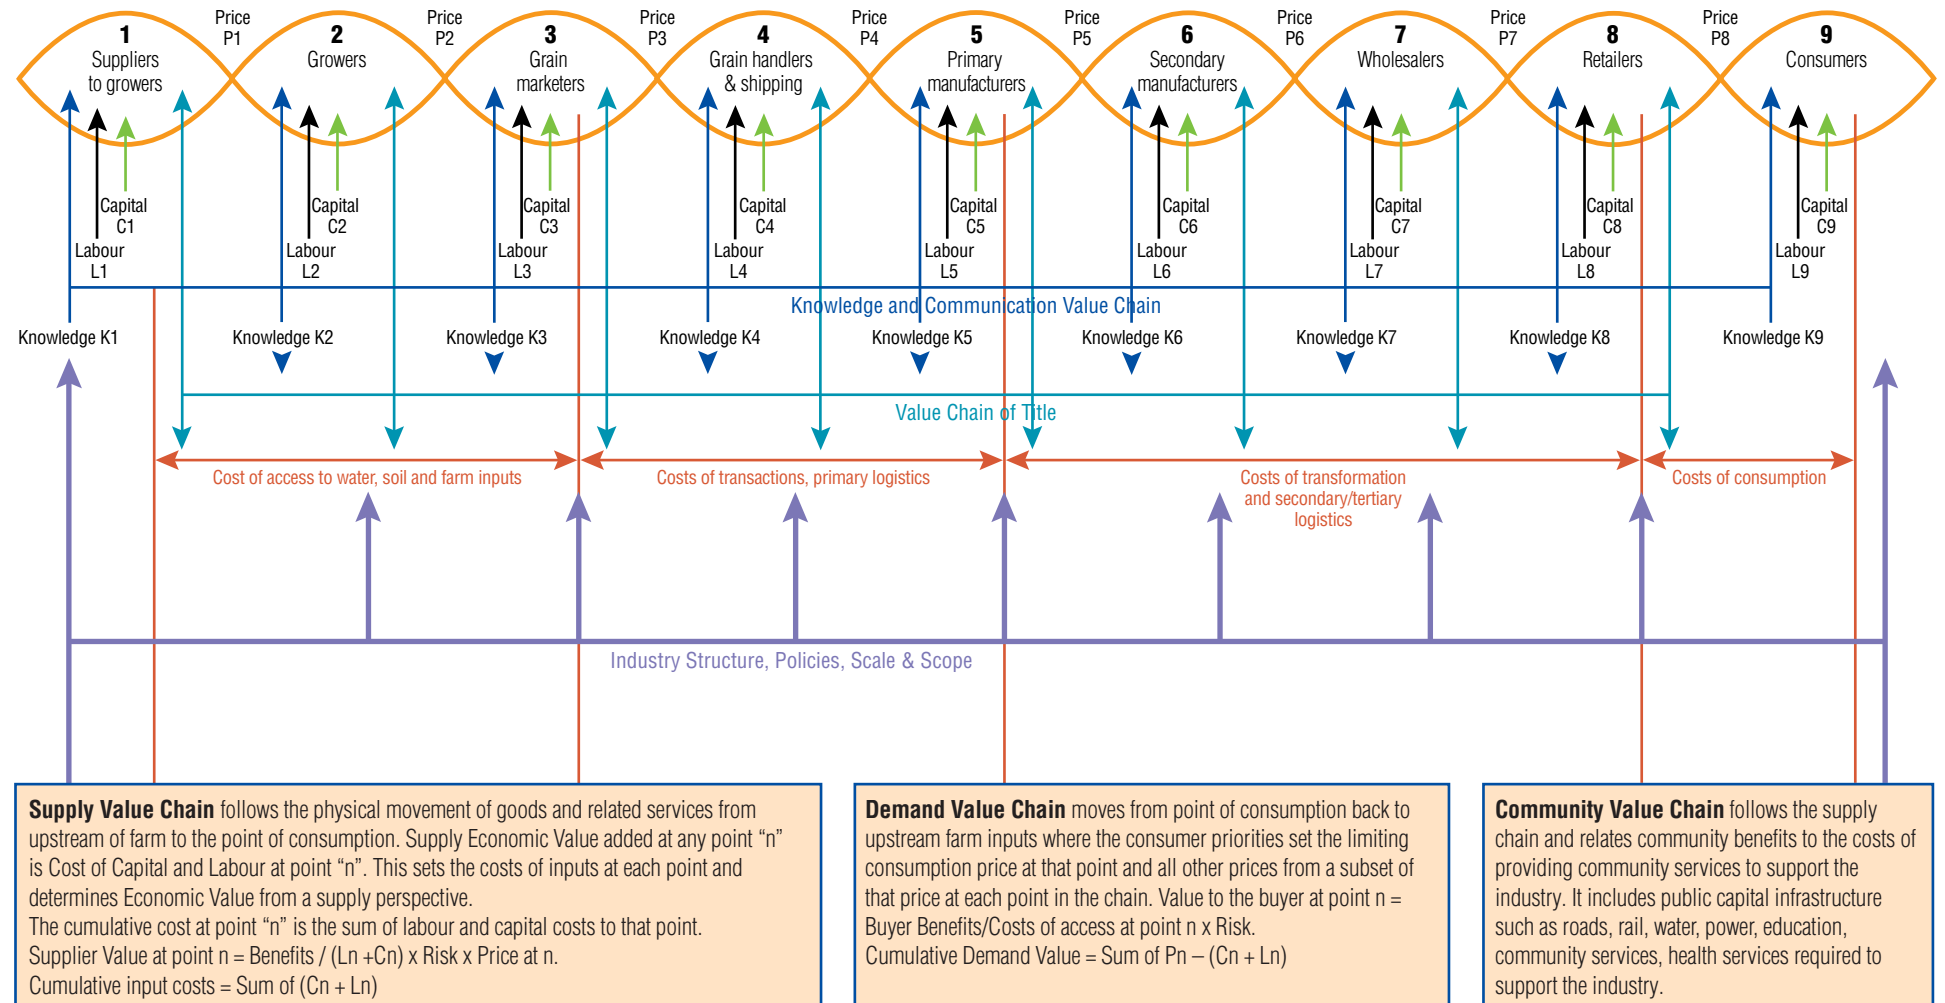 Price
P1
Price
P2
Price
P3
Price
P4
Price
P5
Price
P6
Price
P7
Price
P8
1
Suppliers
to growers
2
Growers
3
Grain
marketers
4
Grain handlers
& shipping
5
Primary
manufacturers
6
Secondary
manufacturers
7
Wholesalers
8
Retailers
9
Consumers
Capital
C1
Capital
C2
Capital
C3
Capital
C4
Capital
C5
Capital
C6
Capital
C7
Capital
C8
Capital
C9
Labour
L1
Labour
L2
Labour
L3
Labour
L4
Labour
L5
Labour
L6
Labour
L7
Labour
L8
Labour
L9
Knowledge and Communication Value Chain
Knowledge K1
Knowledge K2
Knowledge K3
Knowledge K4
Knowledge K5
Knowledge K6
Knowledge K7
Knowledge K8
Knowledge K9
Value Chain of Title
Cost of access to water, soil and farm inputs
Costs of transactions, primary logistics
Costs of transformation
and secondary/tertiary
logistics
Costs of consumption
Industry Structure, Policies, Scale & Scope
Supply Value Chain follows the physical movement of goods and related services from
upstream of farm to the point of consumption. Supply Economic Value added at any point “n”
is Cost of Capital and Labour at point “n”. This sets the costs of inputs at each point and
determines Economic Value from a supply perspective.
The cumulative cost at point “n” is the sum of labour and capital costs to that point.
Supplier Value at point n = Benefits / (Ln +Cn) x Risk x Price at n.
Cumulative input costs = Sum of (Cn + Ln)
Demand Value Chain moves from point of consumption back to
upstream farm inputs where the consumer priorities set the limiting
consumption price at that point and all other prices from a subset of
that price at each point in the chain. Value to the buyer at point n =
Buyer Benefits/Costs of access at point n x Risk.
Cumulative Demand Value = Sum of Pn – (Cn + Ln)
Community Value Chain follows the supply
chain and relates community benefits to the costs of
providing community services to support the
industry. It includes public capital infrastructure
such as roads, rail, water, power, education,
community services, health services required to
support the industry.